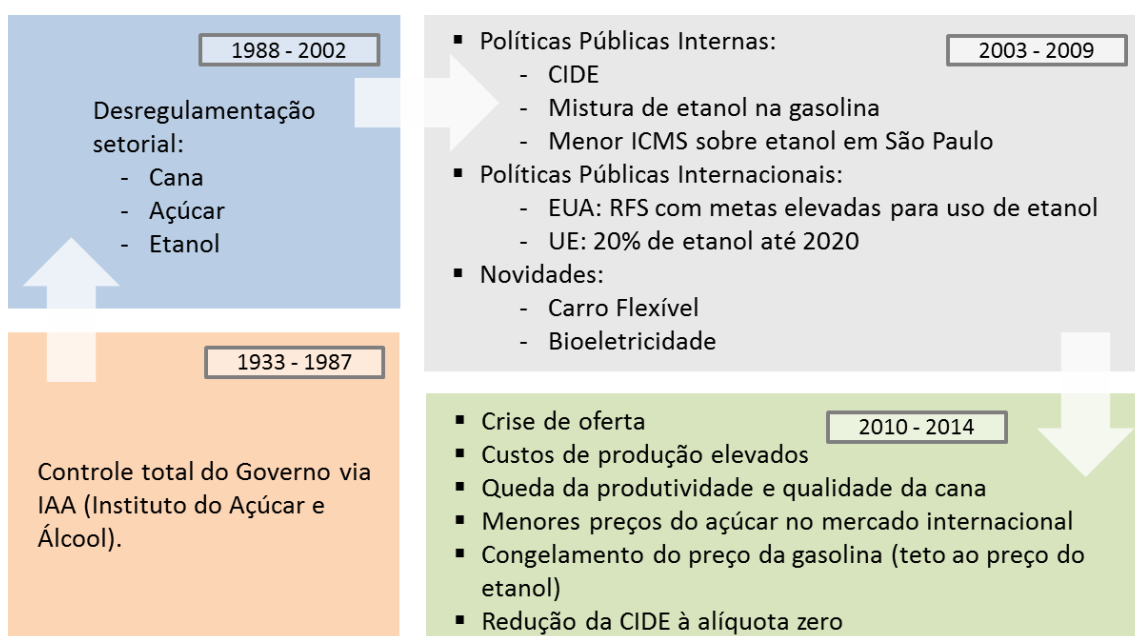 1988 - 2002
Desregulamentação
setorial:
- Cana
- Açúcar
- Etanol
1933 - 1987
Controle total do Governo via
IAA (Instituto do Açúcar e
Álcool).
2003 - 2009
▪ Políticas Públicas Internas:
- CIDE
- Mistura de etanol na gasolina
- Menor ICMS sobre etanol em São Paulo
▪ Políticas Públicas Internacionais:
- EUA: RFS com metas elevadas para uso de etanol
- UE: 20% de etanol até 2020
▪ Novidades:
- Carro Flexível
- Bioeletricidade
2010 - 2014
▪ Crise de oferta
▪ Custos de produção elevados
▪ Queda da produtividade e qualidade da cana
▪ Menores preços do açúcar no mercado internacional
▪ Congelamento do preço da gasolina (teto ao preço do
etanol)
▪ Redução da CIDE à alíquota zero